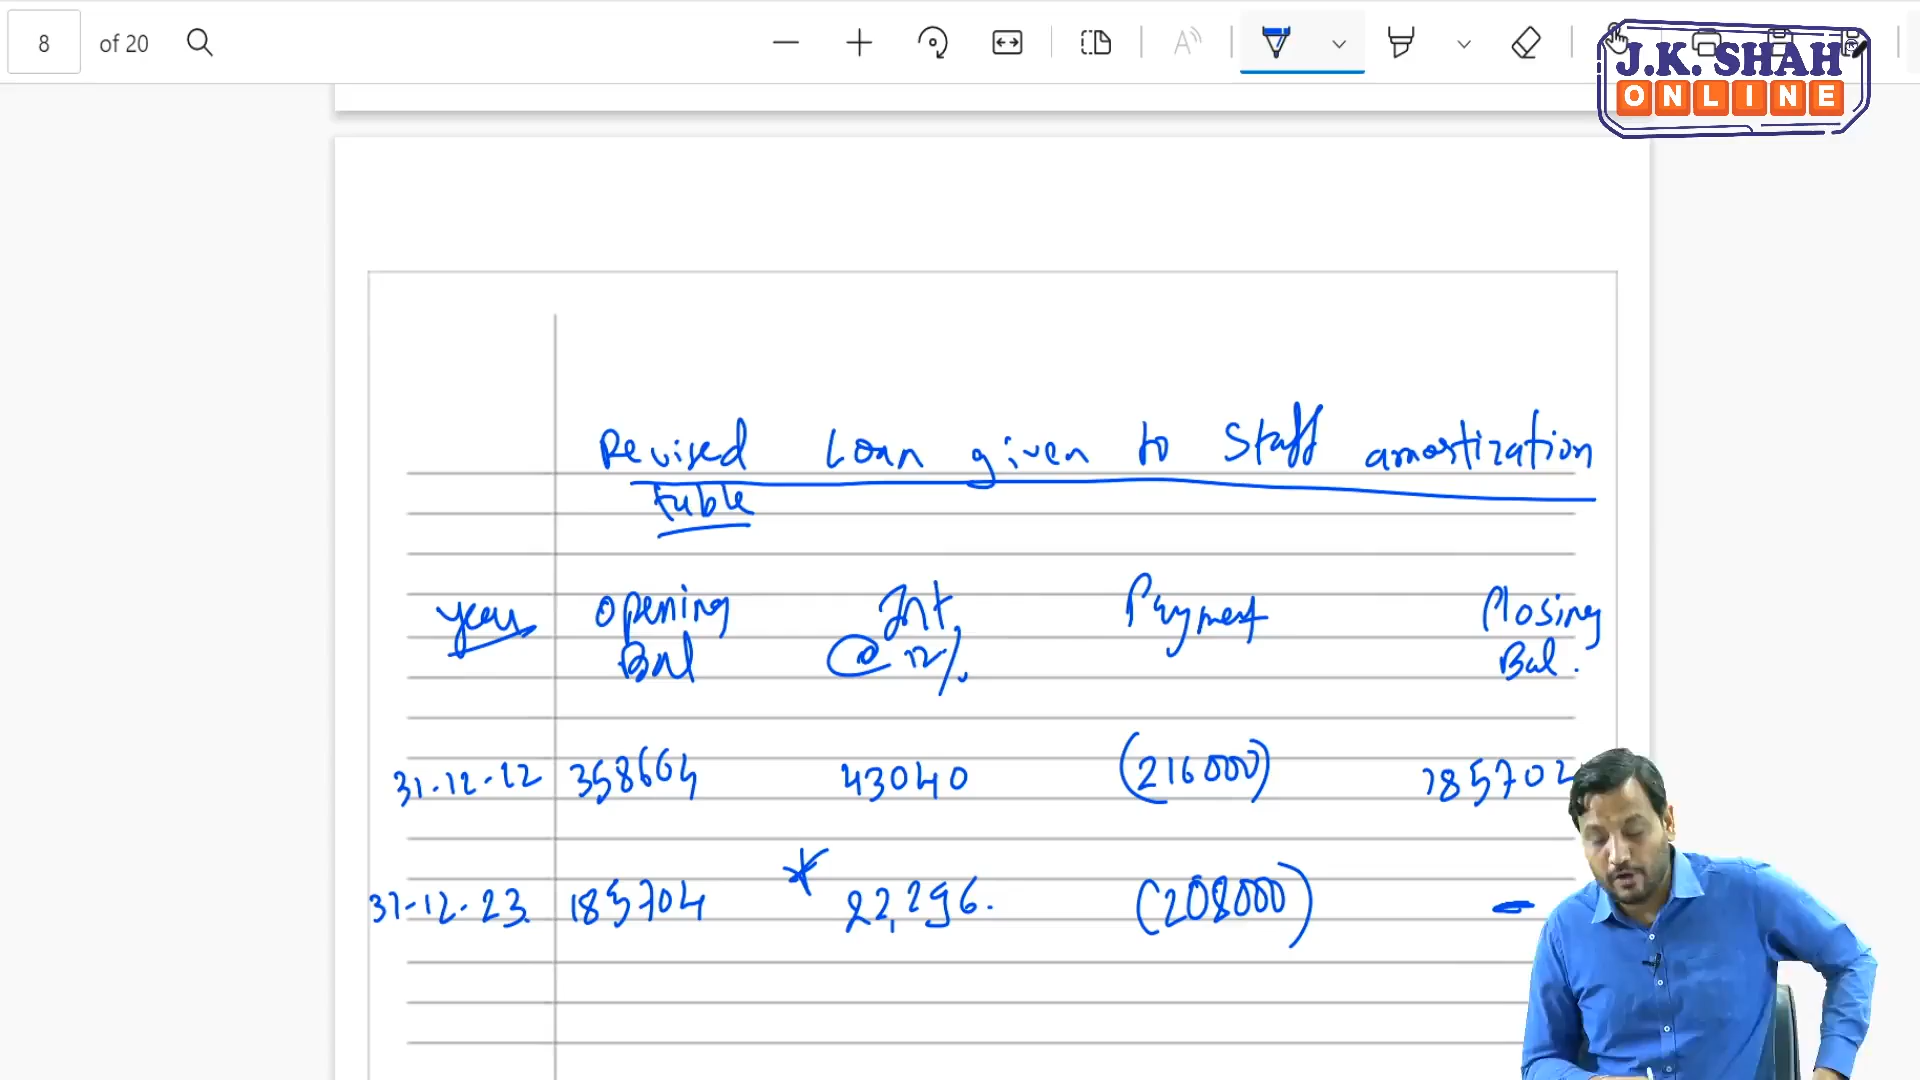 8 of 20
J.K. SHAH
ONLINE
Revised Loan given to Staff amortization
table
year Opening Bal Int. @ 12% Payment Closing Bal.
31-12-22 358664 43040 (216000) 185704
31-12-23. 185704 * 22,296. (208000) -